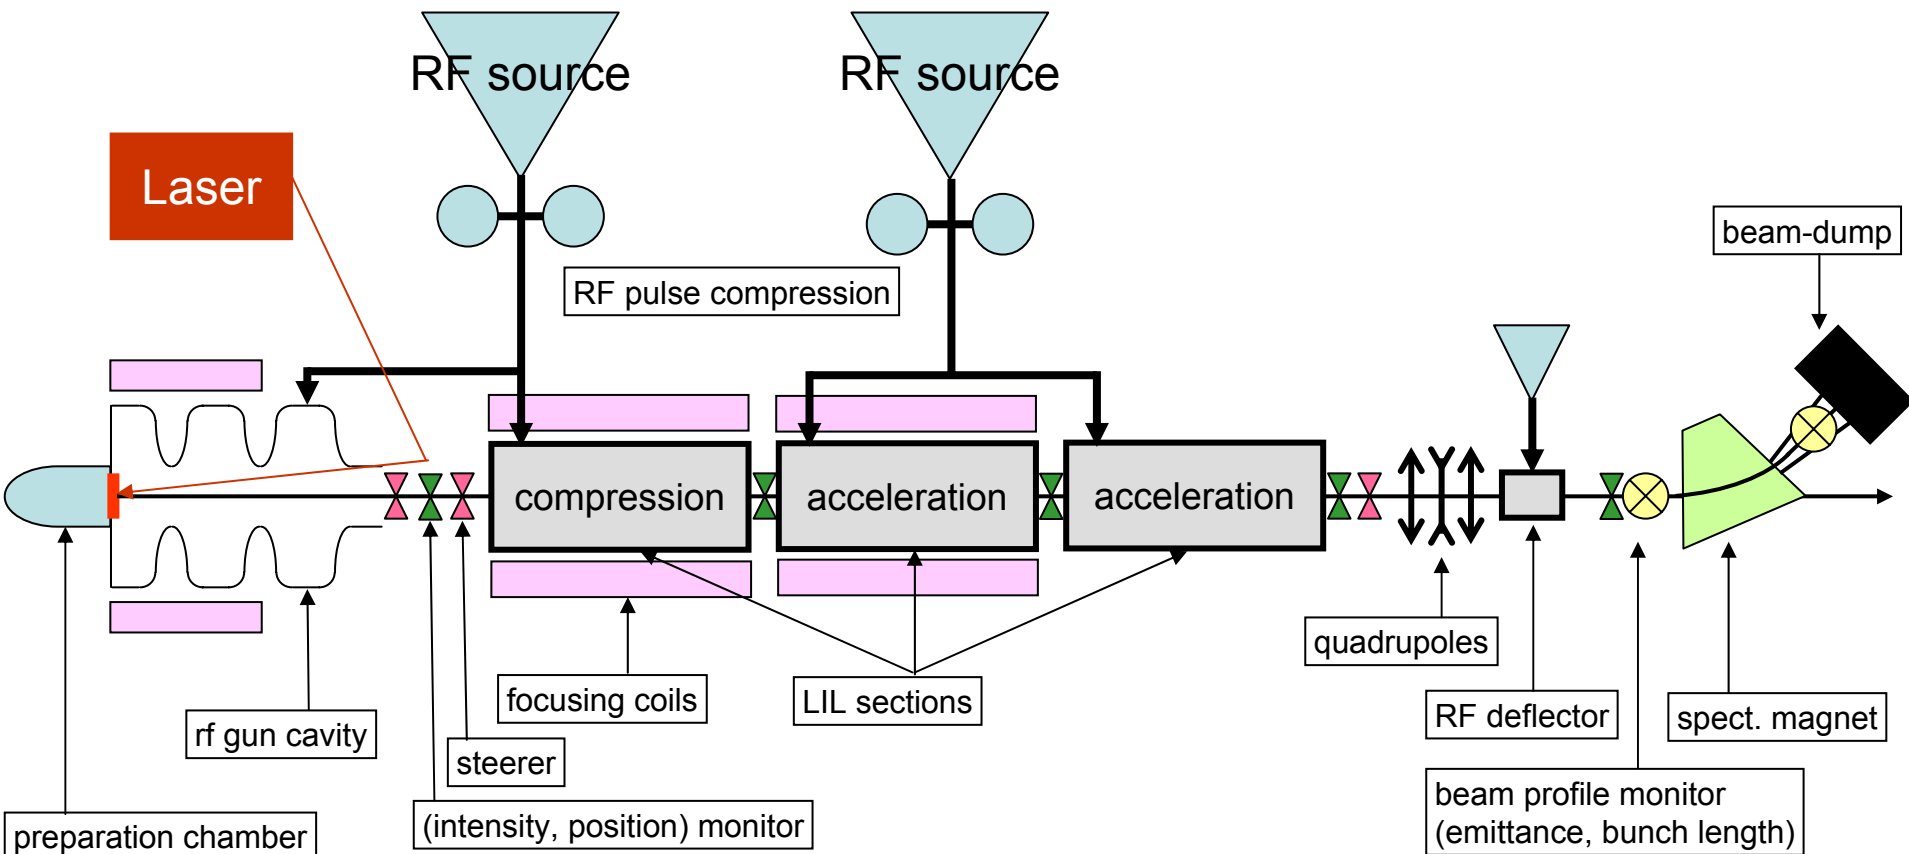 RF source
RF source
Laser
beam-dump
RF pulse compression
compression
acceleration
acceleration
quadrupoles
focusing coils
LIL sections
RF deflector
spect. magnet
rf gun cavity
steerer
(intensity, position) monitor
beam profile monitor
(emittance, bunch length)
preparation chamber